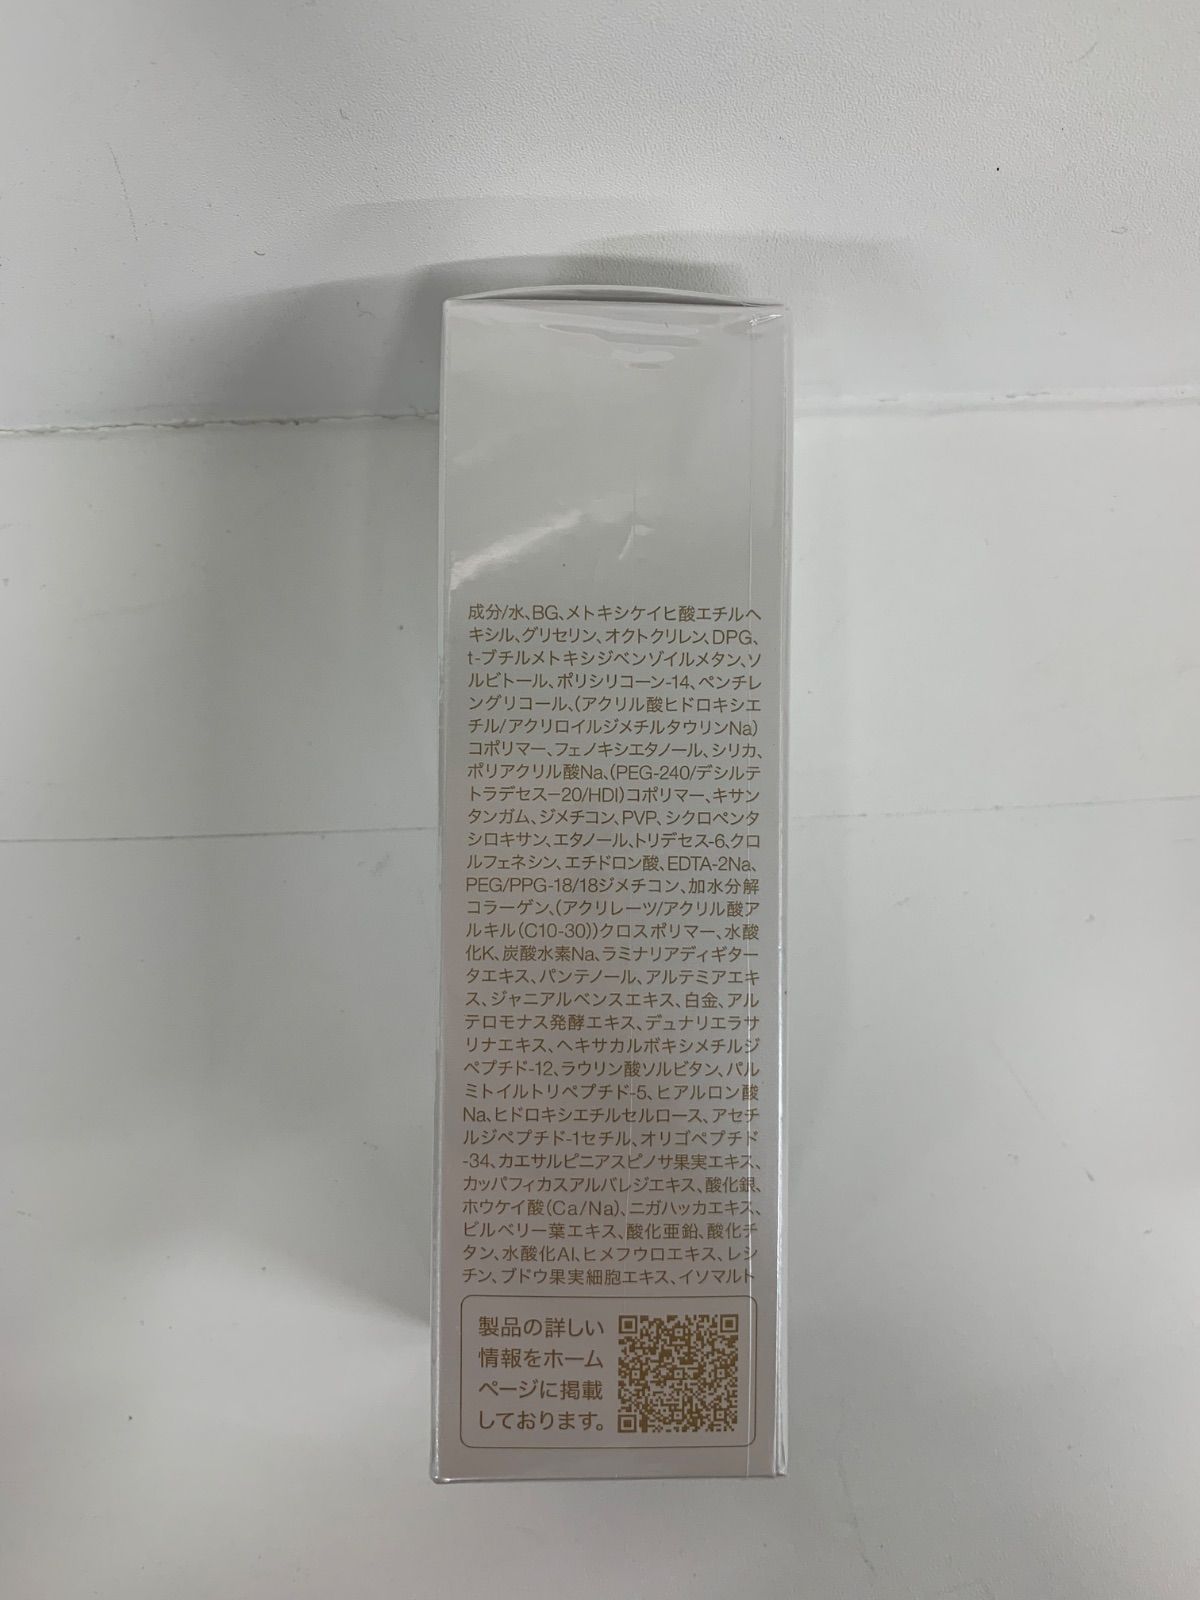 成分/水、BG、メトキシケイヒ酸エチルヘ
キシル、グリセリン、オクトクリレン、DPG、
t-ブチルメトキシジベンゾイルメタン、ソ
ルビトール、ポリシリコーン-14、ペンチレ
ングリコール、(アクリル酸ヒドロキシエ
チル/アクリロイルジメチルタウリンNa)
コポリマー、フェノキシエタノール、シリカ、
ポリアクリル酸Na、(PEG-240/デシルテ
トラデセス-20/HDI)コポリマー、キサン
タンガム、ジメチコン、PVP、シクロペンタ
シロキサン、エタノール、トリデセス-6、クロ
ルフェネシン、エチドロン酸、EDTA-2Na、
PEG/PPG-18/18ジメチコン、加水分解
コラーゲン、(アクリレーツ/アクリル酸ア
ルキル(C10-30))クロスポリマー、水酸
化K、炭酸水素Na、ラミナリアディギター
タエキス、パンテノール、アルテミアエキ
ス、ジャニアルベンスエキス、白金、アル
テロモナス発酵エキス、デュナリエラサ
リナエキス、ヘキサカルボキシメチルジ
ペプチド-12、ラウリン酸ソルビタン、パル
ミトイルトリペプチド-5、ヒアルロン酸
Na、ヒドロキシエチルセルロース、アセチ
ルジペプチド-1セチル、オリゴペプチド
-34、カエサルピニアスピノサ果実エキス、
カッパフィカスアルバレジエキス、酸化銀、
ホウケイ酸(Ca/Na)、ニガハッカエキス、
ビルベリー葉エキス、酸化亜鉛、酸化チ
タン、水酸化Al、ヒメフウロエキス、レシ
チン、ブドウ果実細胞エキス、イソマルト
製品の詳しい
情報をホーム
ページに掲載
しております。